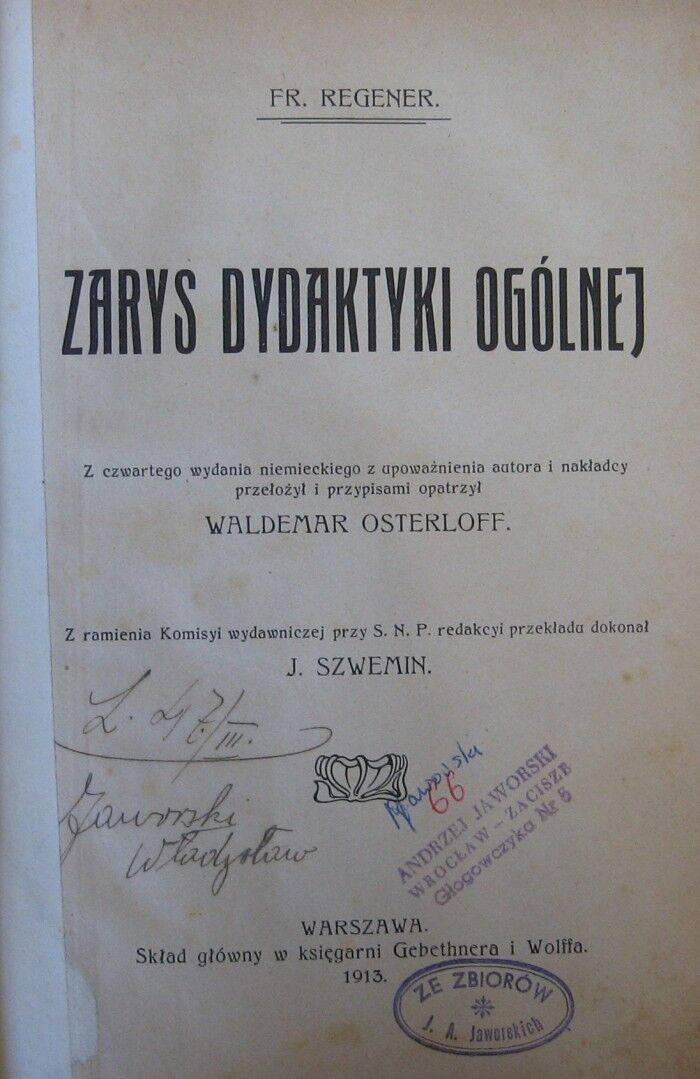 FR. REGENER.
ZARYS DYDAKTYKI OGÓLNEJ
Z czwartego wydania niemieckiego z upoważnienia autora i nakładcy
przełożył i przypisami opatrzył
WALDEMAR OSTERLOFF.
Z ramienia Komisyi wydawniczej przy S. N. P. redakcyi przekładu dokonał
J. SZWEMIN.
L. 47/III.
Jaworski
Władysław
66
ANDRZEJ JAWORSKI
WROCŁAW - ZACISZE
Głogowczyka Nr 5
WARSZAWA.
Skład główny w księgarni Gebethnera i Wolffa.
1913.
ZE ZBIORÓW
J. A. Jaworskich